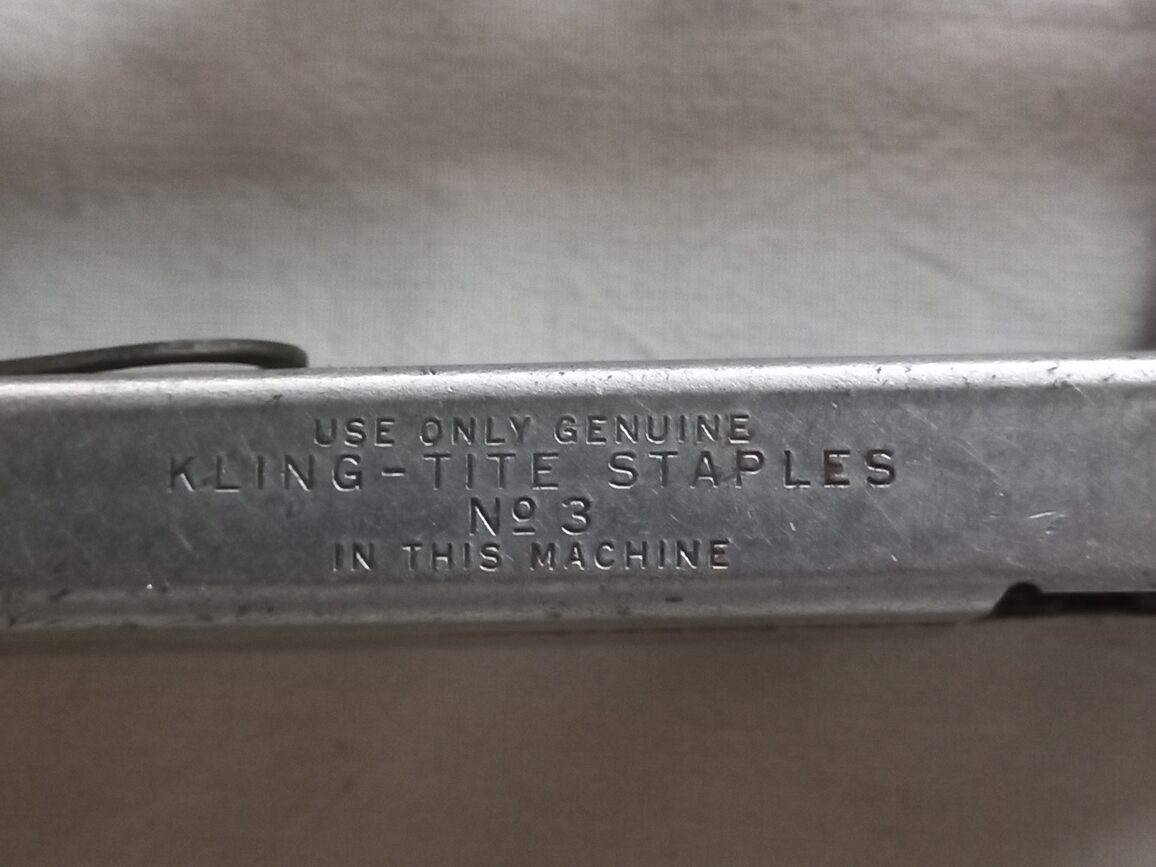 USE ONLY GENUINE
KLING-TITE STAPLES
Nº 3
IN THIS MACHINE